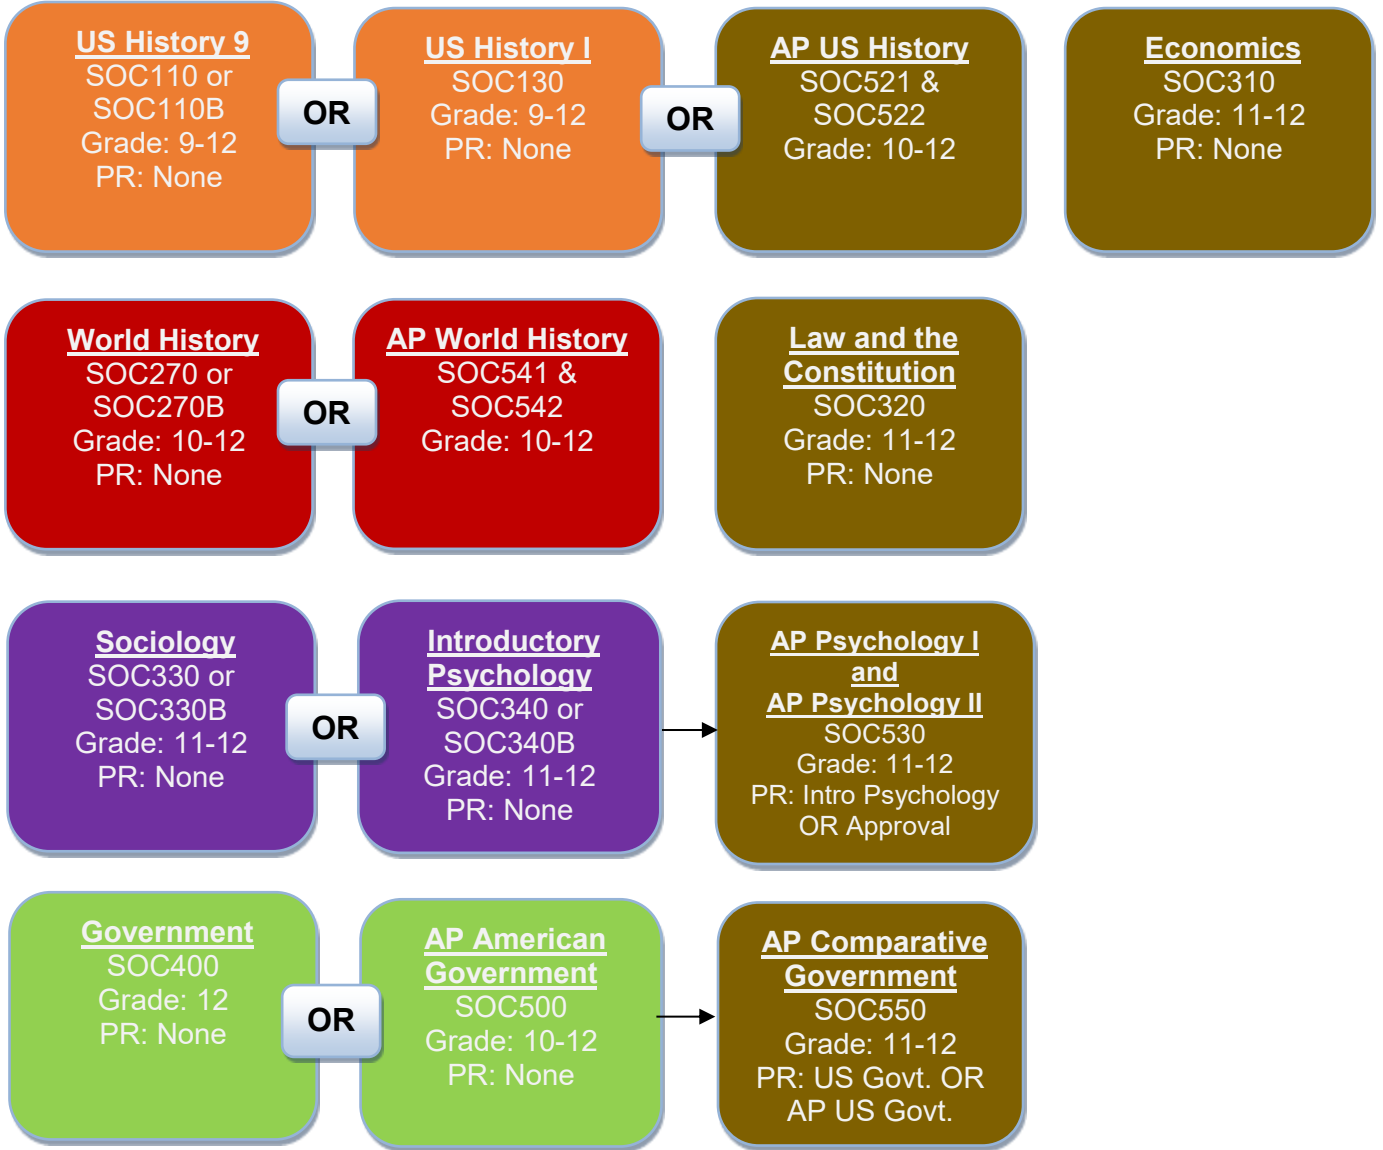 US History 9
SOC110 or
SOC110B
Grade: 9-12
PR: None
OR
US History I
SOC130
Grade: 9-12
PR: None
OR
AP US History
SOC521 &
SOC522
Grade: 10-12
Economics
SOC310
Grade: 11-12
PR: None
World History
SOC270 or
SOC270B
Grade: 10-12
PR: None
OR
AP World History
SOC541 &
SOC542
Grade: 10-12
Law and the
Constitution
SOC320
Grade: 11-12
PR: None
Sociology
SOC330 or
SOC330B
Grade: 11-12
PR: None
OR
Introductory
Psychology
SOC340 or
SOC340B
Grade: 11-12
PR: None
AP Psychology I
and
AP Psychology II
SOC530
Grade: 11-12
PR: Intro Psychology
OR Approval
Government
SOC400
Grade: 12
PR: None
OR
AP American
Government
SOC500
Grade: 10-12
PR: None
AP Comparative
Government
SOC550
Grade: 11-12
PR: US Govt. OR
AP US Govt.